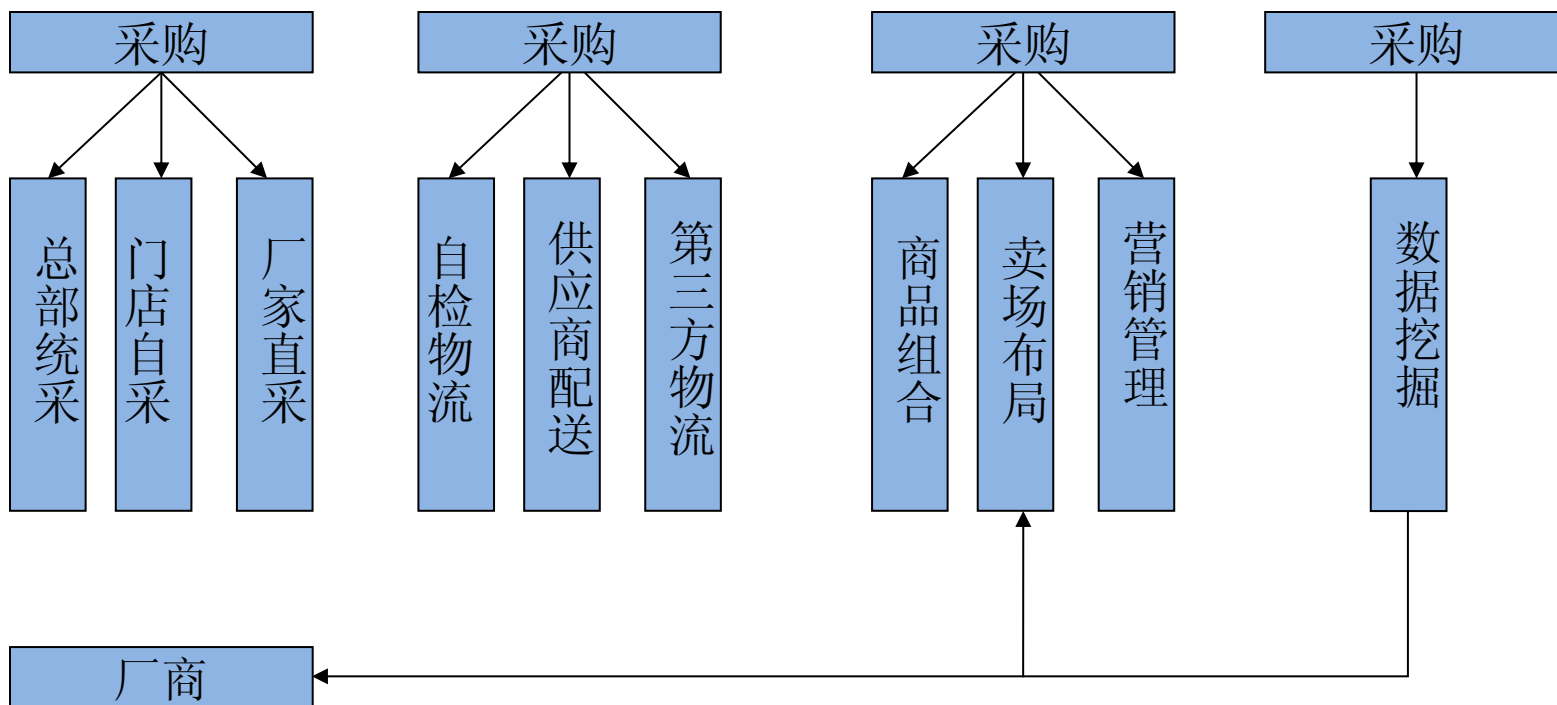 采购
采购
采购
采购
总部统采
门店自采
厂家直采
自检物流
供应商配送
第三方物流
商品组合
卖场布局
营销管理
数据挖掘
厂商